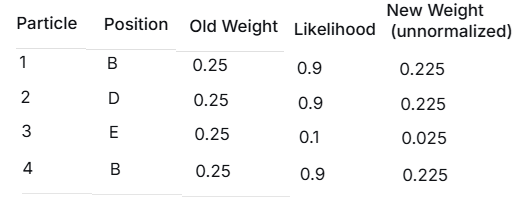 Particle Position Old Weight Likelihood New Weight (unnormalized)
1 B 0.25 0.9 0.225
2 D 0.25 0.9 0.225
3 E 0.25 0.1 0.025
4 B 0.25 0.9 0.225